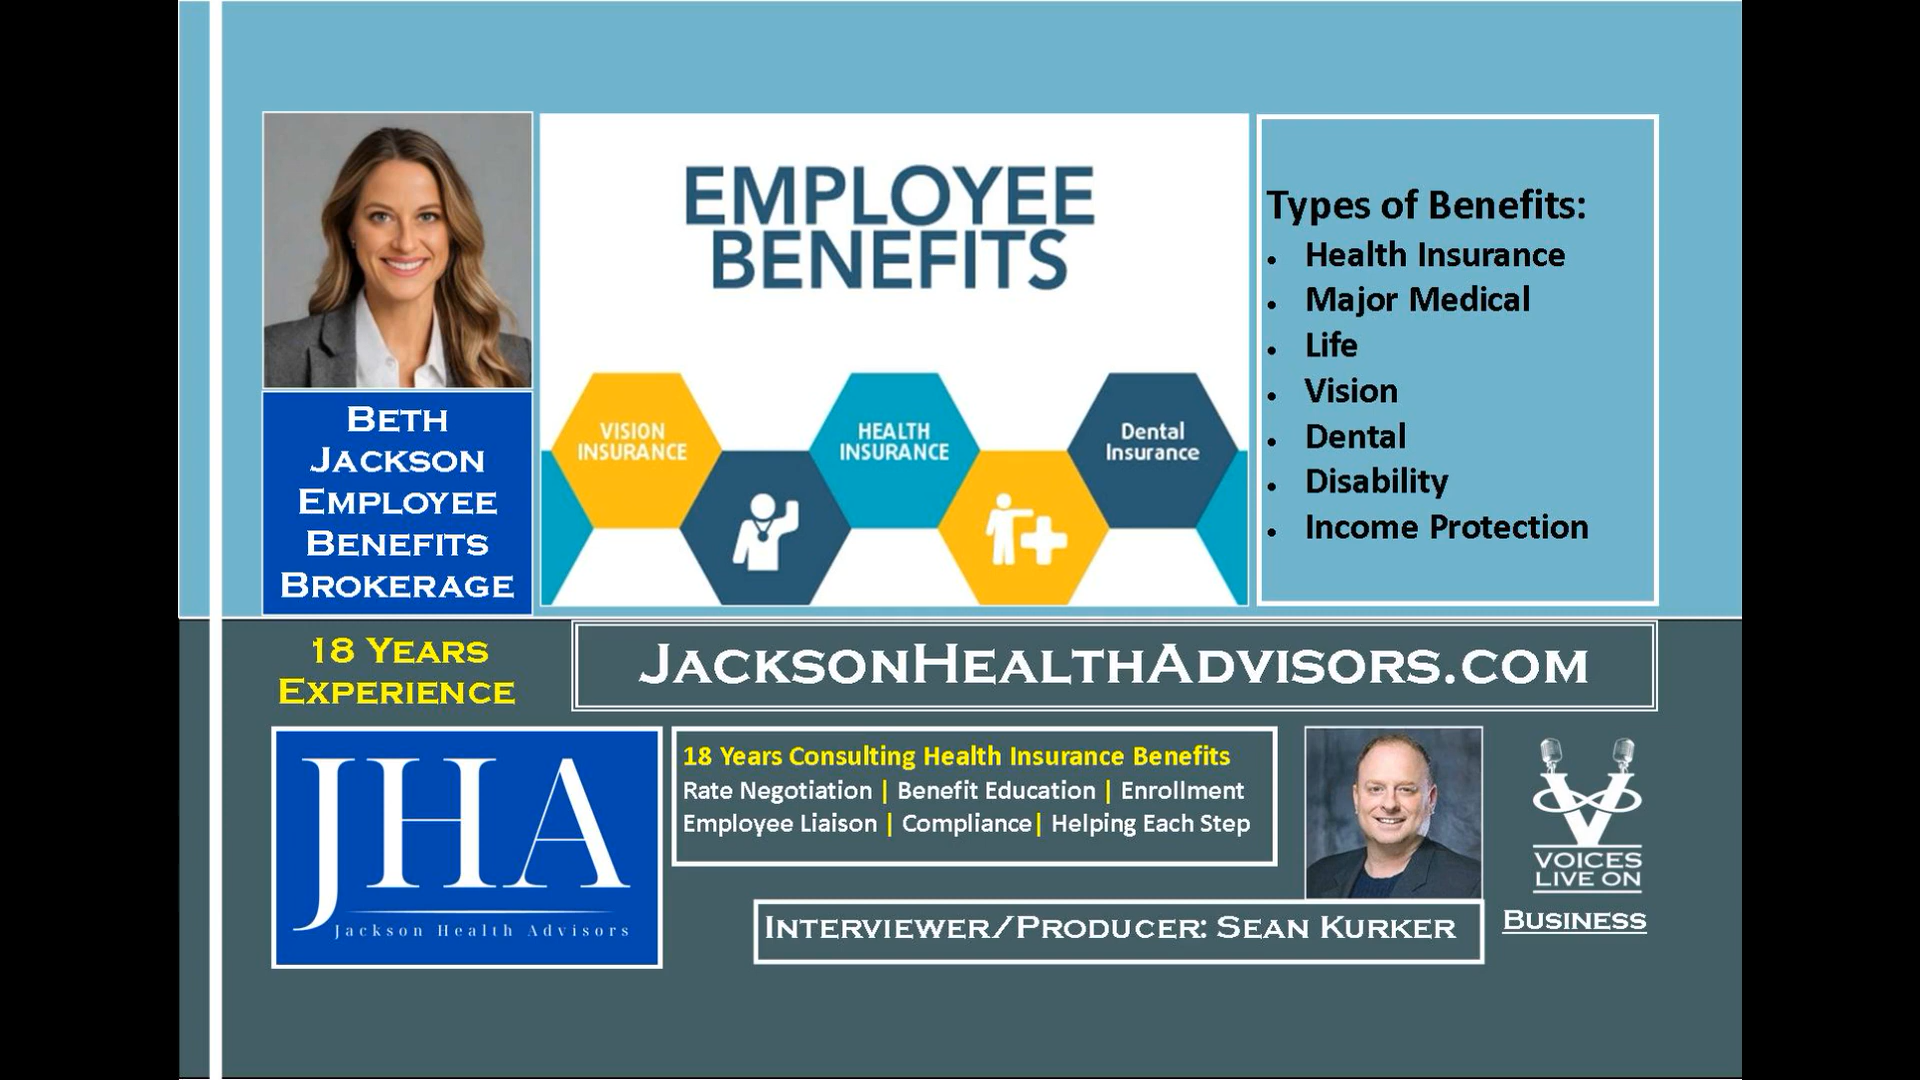 EMPLOYEE
BENEFITS
VISION
INSURANCE
HEALTH
INSURANCE
Dental
Insurance
Types of Benefits:
• Health Insurance
• Major Medical
• Life
• Vision
• Dental
• Disability
• Income Protection
BETH
JACKSON
EMPLOYEE
BENEFITS
BROKERAGE
18 YEARS
EXPERIENCE
JACKSONHEALTHADVISORS.COM
JHA
Jackson Health Advisors
18 Years Consulting Health Insurance Benefits
Rate Negotiation | Benefit Education | Enrollment
Employee Liaison | Compliance| Helping Each Step
INTERVIEWER/PRODUCER: SEAN KURKER
V
VOICES
LIVE ON
BUSINESS